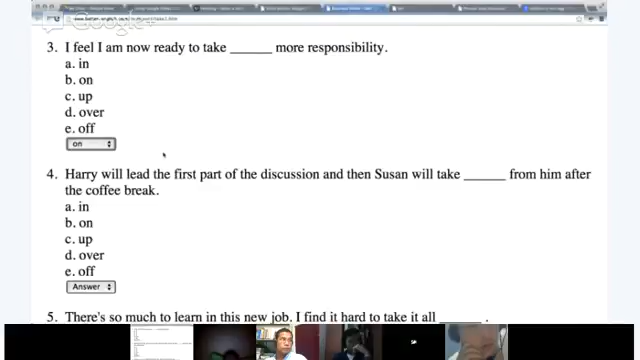 3. I feel I am now ready to take ______ more responsibility.
a. in
b. on
c. up
d. over
e. off
on
4. Harry will lead the first part of the discussion and then Susan will take ______ from him after
the coffee break.
a. in
b. on
c. up
d. over
e. off
Answer
5. There's so much to learn in this new job. I find it hard to take it all ______ .